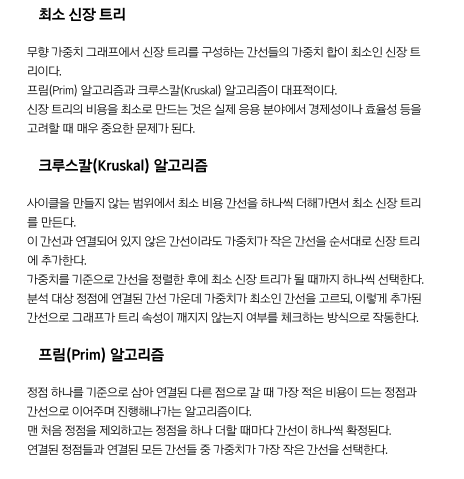 최소 신장 트리
무향 가중치 그래프에서 신장 트리를 구성하는 간선들의 가중치 합이 최소인 신장 트
리이다.
프림(Prim) 알고리즘과 크루스칼(Kruskal) 알고리즘이 대표적이다.
신장 트리의 비용을 최소로 만드는 것은 실제 응용 분야에서 경제성이나 효율성 등을
고려할 때 매우 중요한 문제가 된다.
크루스칼(Kruskal) 알고리즘
사이클을 만들지 않는 범위에서 최소 비용 간선을 하나씩 더해가면서 최소 신장 트리
를 만든다.
이 간선과 연결되어 있지 않은 간선이라도 가중치가 작은 간선을 순서대로 신장 트리
에 추가한다.
가중치를 기준으로 간선을 정렬한 후에 최소 신장 트리가 될 때까지 하나씩 선택한다.
분석 대상 정점에 연결된 간선 가운데 가중치가 최소인 간선을 고르되, 이렇게 추가된
간선으로 그래프가 트리 속성이 깨지지 않는지 여부를 체크하는 방식으로 작동한다.
프림(Prim) 알고리즘
정점 하나를 기준으로 삼아 연결된 다른 점으로 갈 때 가장 적은 비용이 드는 정점과
간선으로 이어주며 진행해나가는 알고리즘이다.
맨 처음 정점을 제외하고는 정점을 하나 더할 때마다 간선이 하나씩 확정된다.
연결된 정점들과 연결된 모든 간선들 중 가중치가 가장 작은 간선을 선택한다.